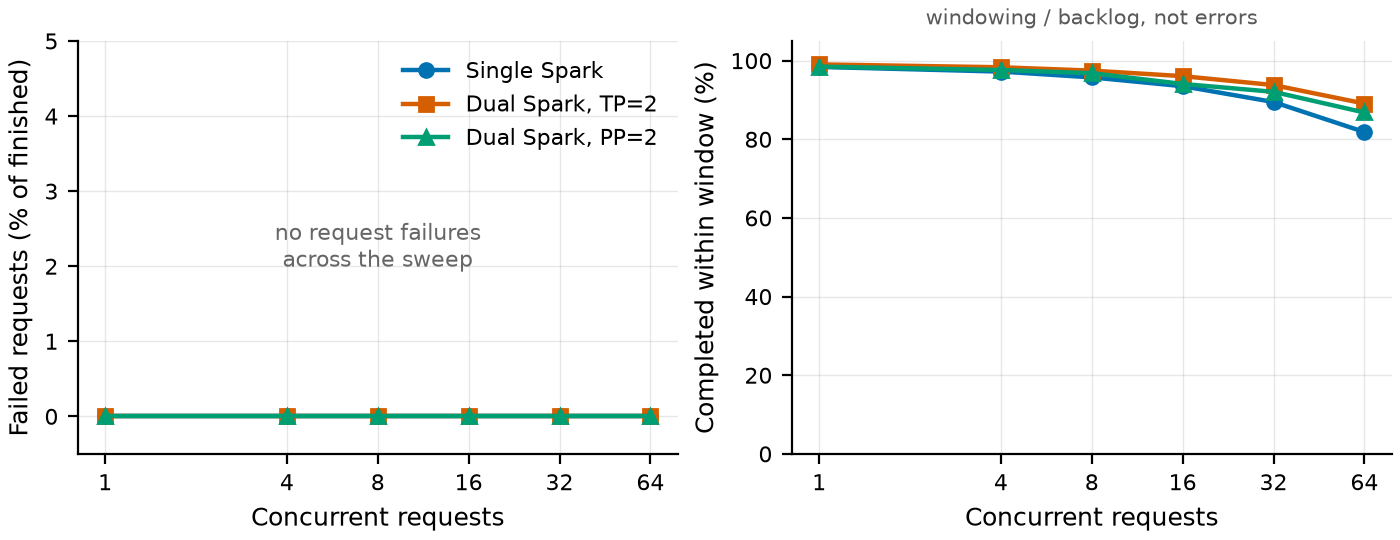 Failed requests (% of finished)
5
4
3
2
1
0
Single Spark
Dual Spark, TP=2
Dual Spark, PP=2
no request failures
across the sweep
1
4
8
16
32
64
Concurrent requests
windowing / backlog, not errors
Completed within window (%)
100
80
60
40
20
0
1
4
8
16
32
64
Concurrent requests